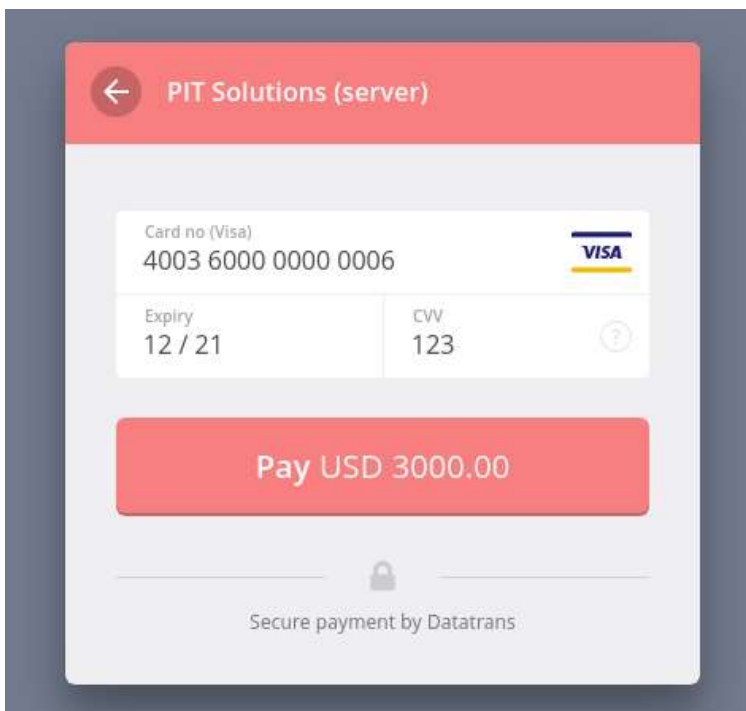 PIT Solutions (server)
Card no (Visa)
4003 6000 0000 0006
VISA
Expiry
12 / 21
CVV
123
?
Pay USD 3000.00
Secure payment by Datatrans